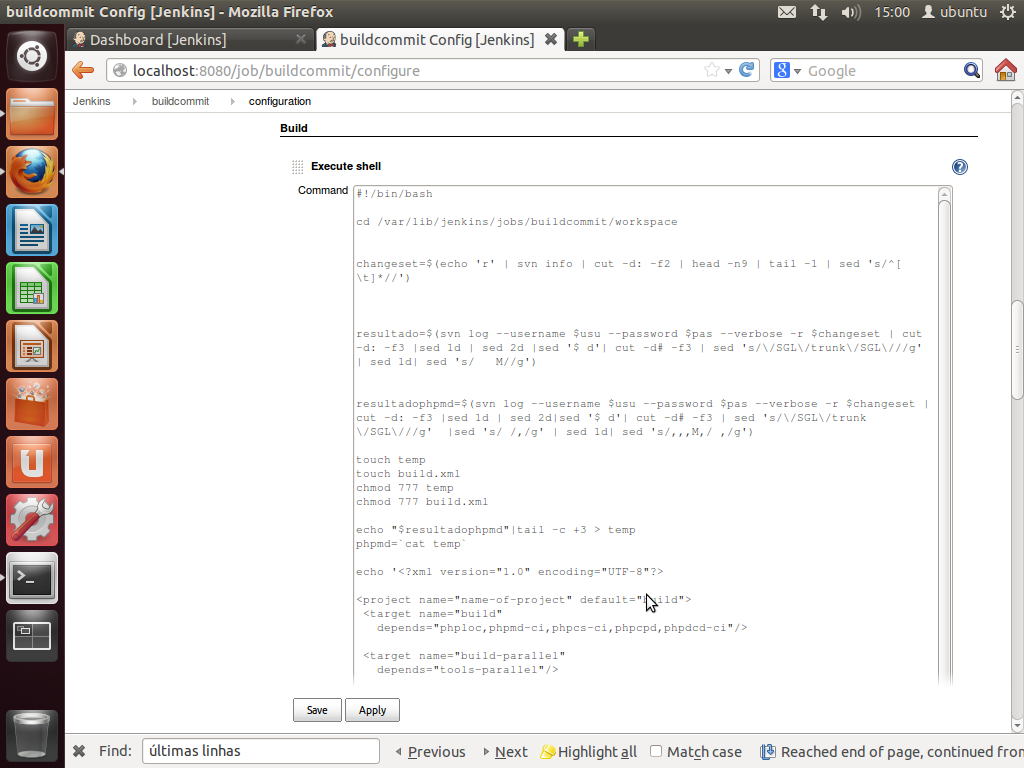 buildcommit Config [Jenkins] - Mozilla Firefox
15:00 ubuntu
Dashboard [Jenkins]
buildcommit Config [Jenkins]
localhost:8080/job/buildcommit/configure
Google
Jenkins buildcommit configuration
Build
Execute shell
Command
#!/bin/bash
cd /var/lib/jenkins/jobs/buildcommit/workspace
changeset=$(echo 'r' | svn info | cut -d: -f2 | head -n9 | tail -1 | sed 's/^[
\t]*//')
resultado=$(svn log --username $usu --password $pas --verbose -r $changeset | cut
-d: -f3 |sed 1d | sed 2d |sed '$ d'| cut -d# -f3 | sed 's/\/SGL\/trunk\/SGL\///g'
| sed 1d| sed 's/   M//g')
resultadophpmd=$(svn log --username $usu --password $pas --verbose -r $changeset |
cut -d: -f3 |sed 1d | sed 2d|sed '$ d'| cut -d# -f3 | sed 's/\/SGL\/trunk
\/SGL\///g'  |sed 's/ /,/g' | sed 1d| sed 's/,,,M,/ ,/g')
touch temp
touch build.xml
chmod 777 temp
chmod 777 build.xml
echo "$resultadophpmd"|tail -c +3 > temp
phpmd=`cat temp`
echo '<?xml version="1.0" encoding="UTF-8"?>
<project name="name-of-project" default="build">
<target name="build"
depends="phploc,phpmd-ci,phpcs-ci,phpcpd,phpdcd-ci"/>
<target name="build-parallel"
depends="tools-parallel"/>
Save Apply
Find: últimas linhas Previous Next Highlight all Match case Reached end of page, continued from